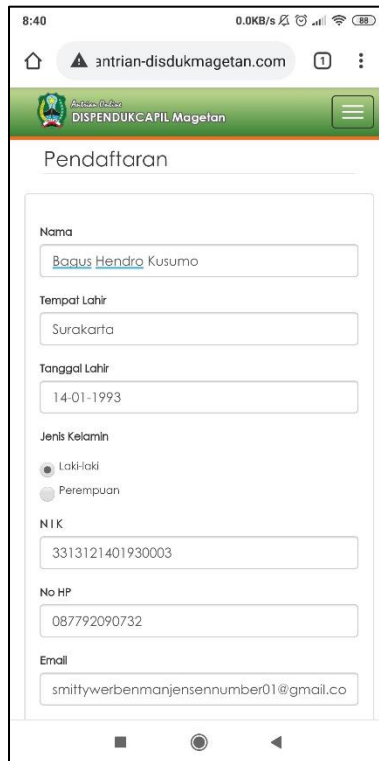 8:40
0.0KB/s
88
antrian-disdukmagetan.com
1
Antrian Online
DISPENDUKCAPIL Magetan
Pendaftaran
Nama
Bagus Hendro Kusumo
Tempat Lahir
Surakarta
Tanggal Lahir
14-01-1993
Jenis Kelamin
Laki-laki
Perempuan
N I K
3313121401930003
No HP
087792090732
Email
smittywerbenmanjensennumber01@gmail.co